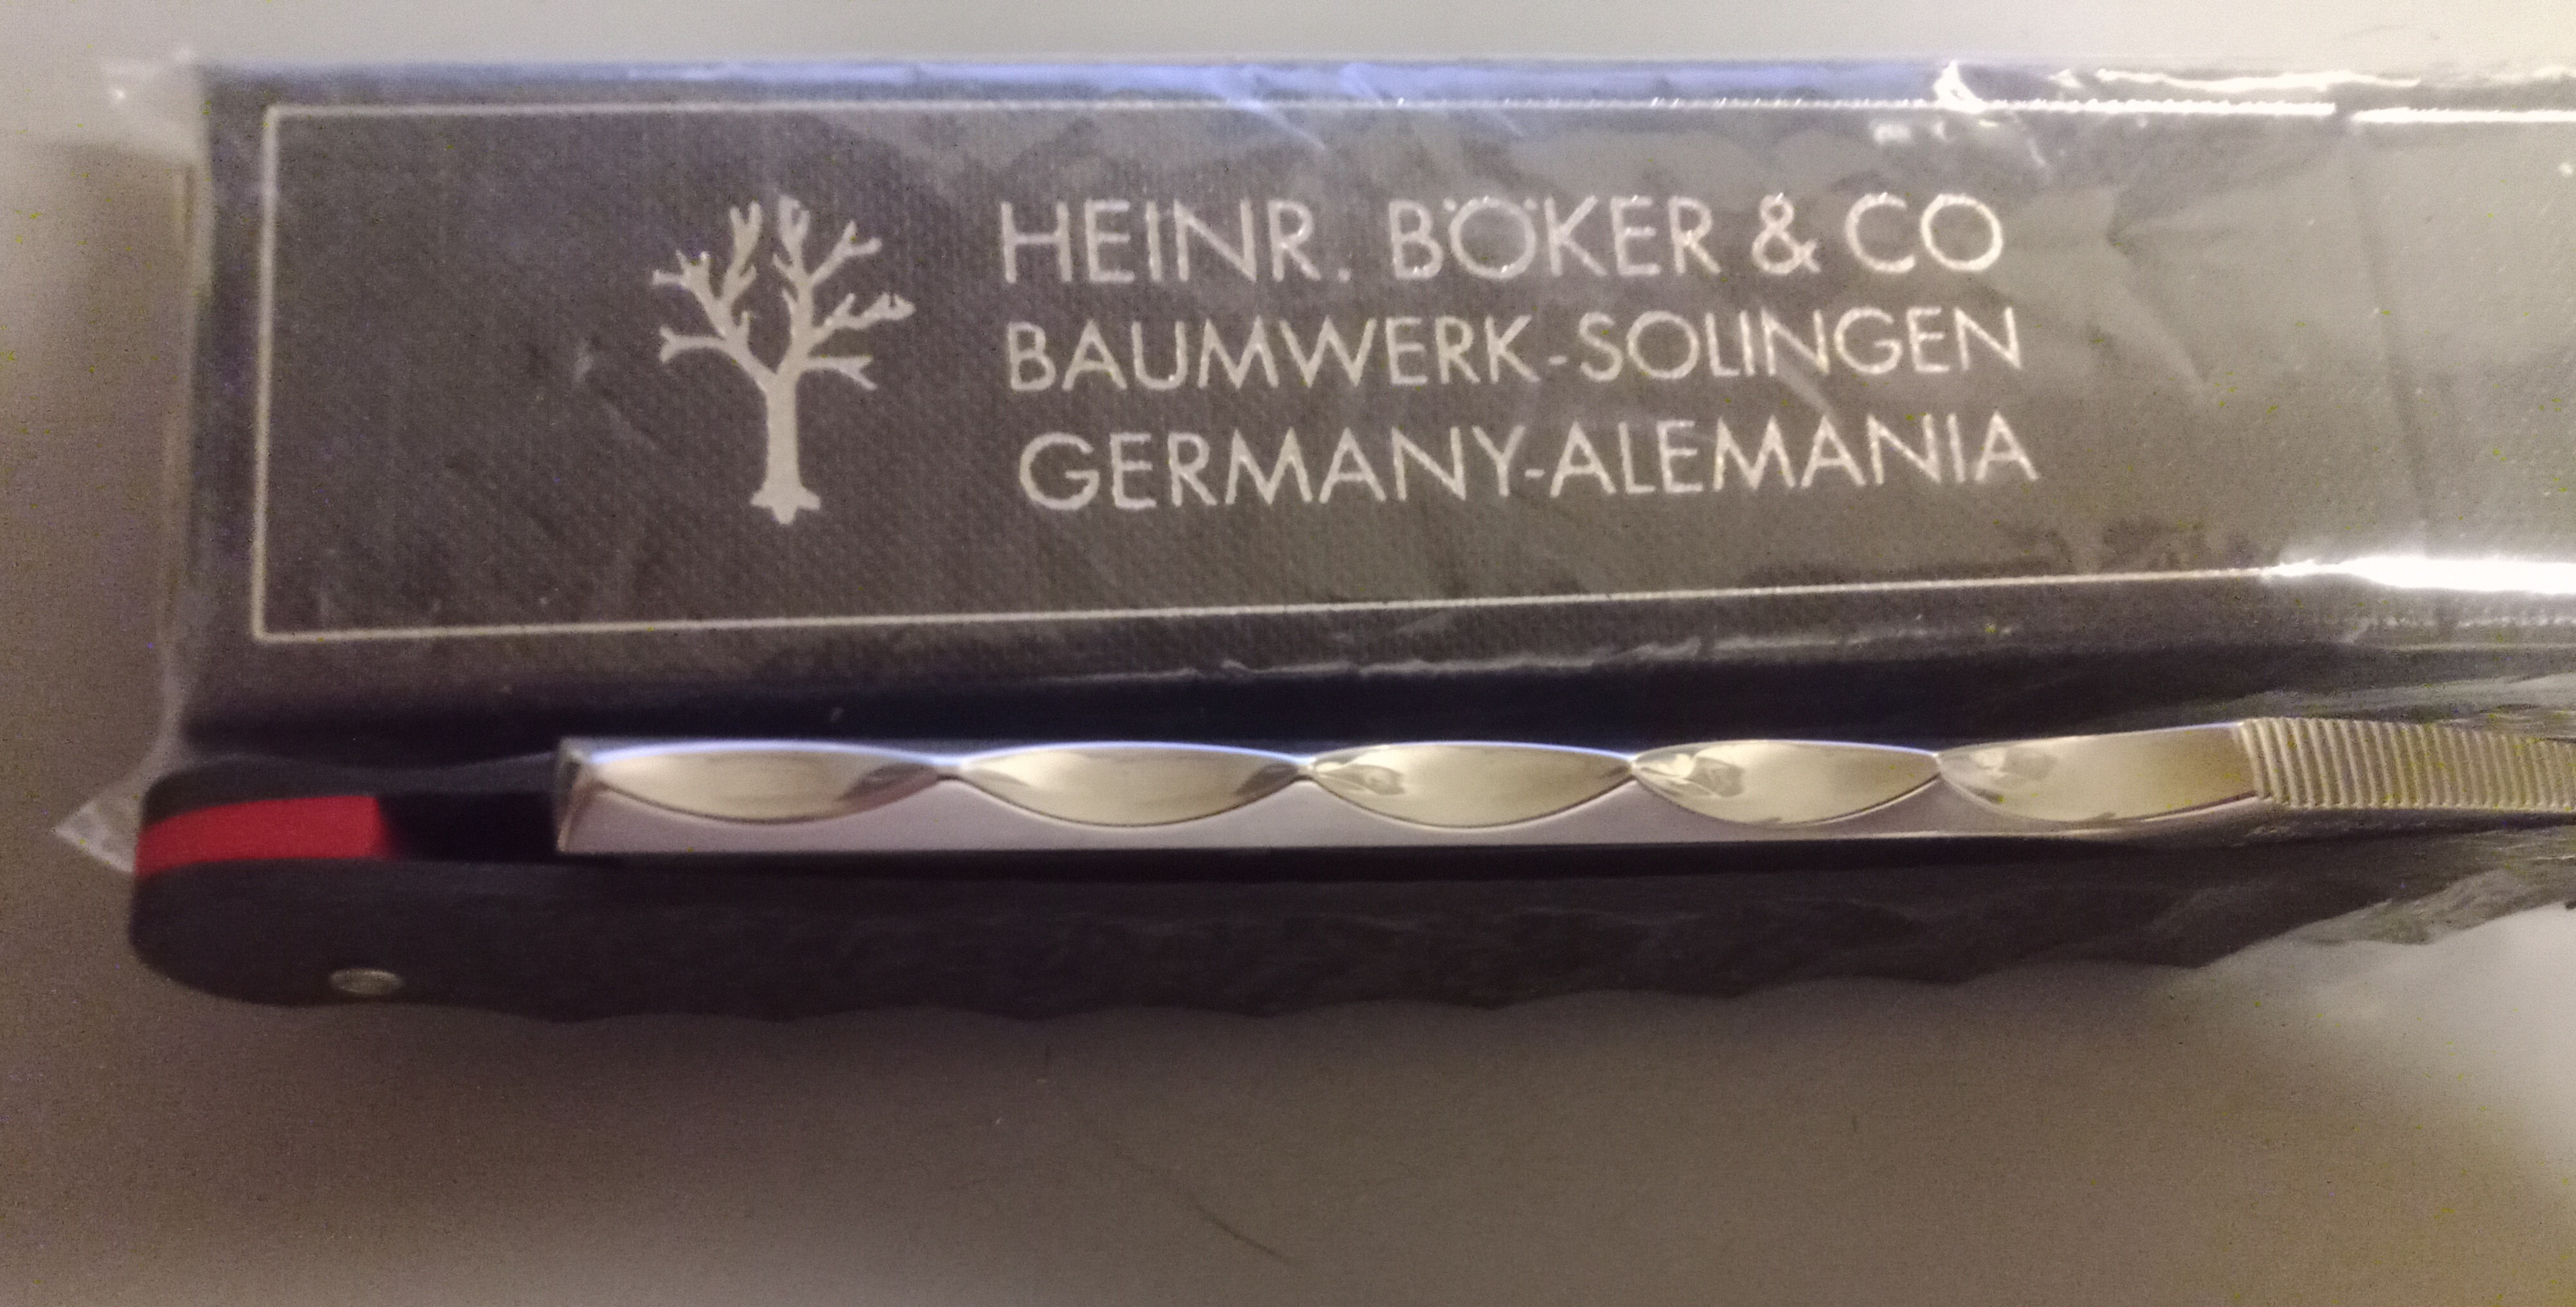 HEINR. BÖKER & CO
BAUMWERK-SOLINGEN
GERMANY-ALEMANIA